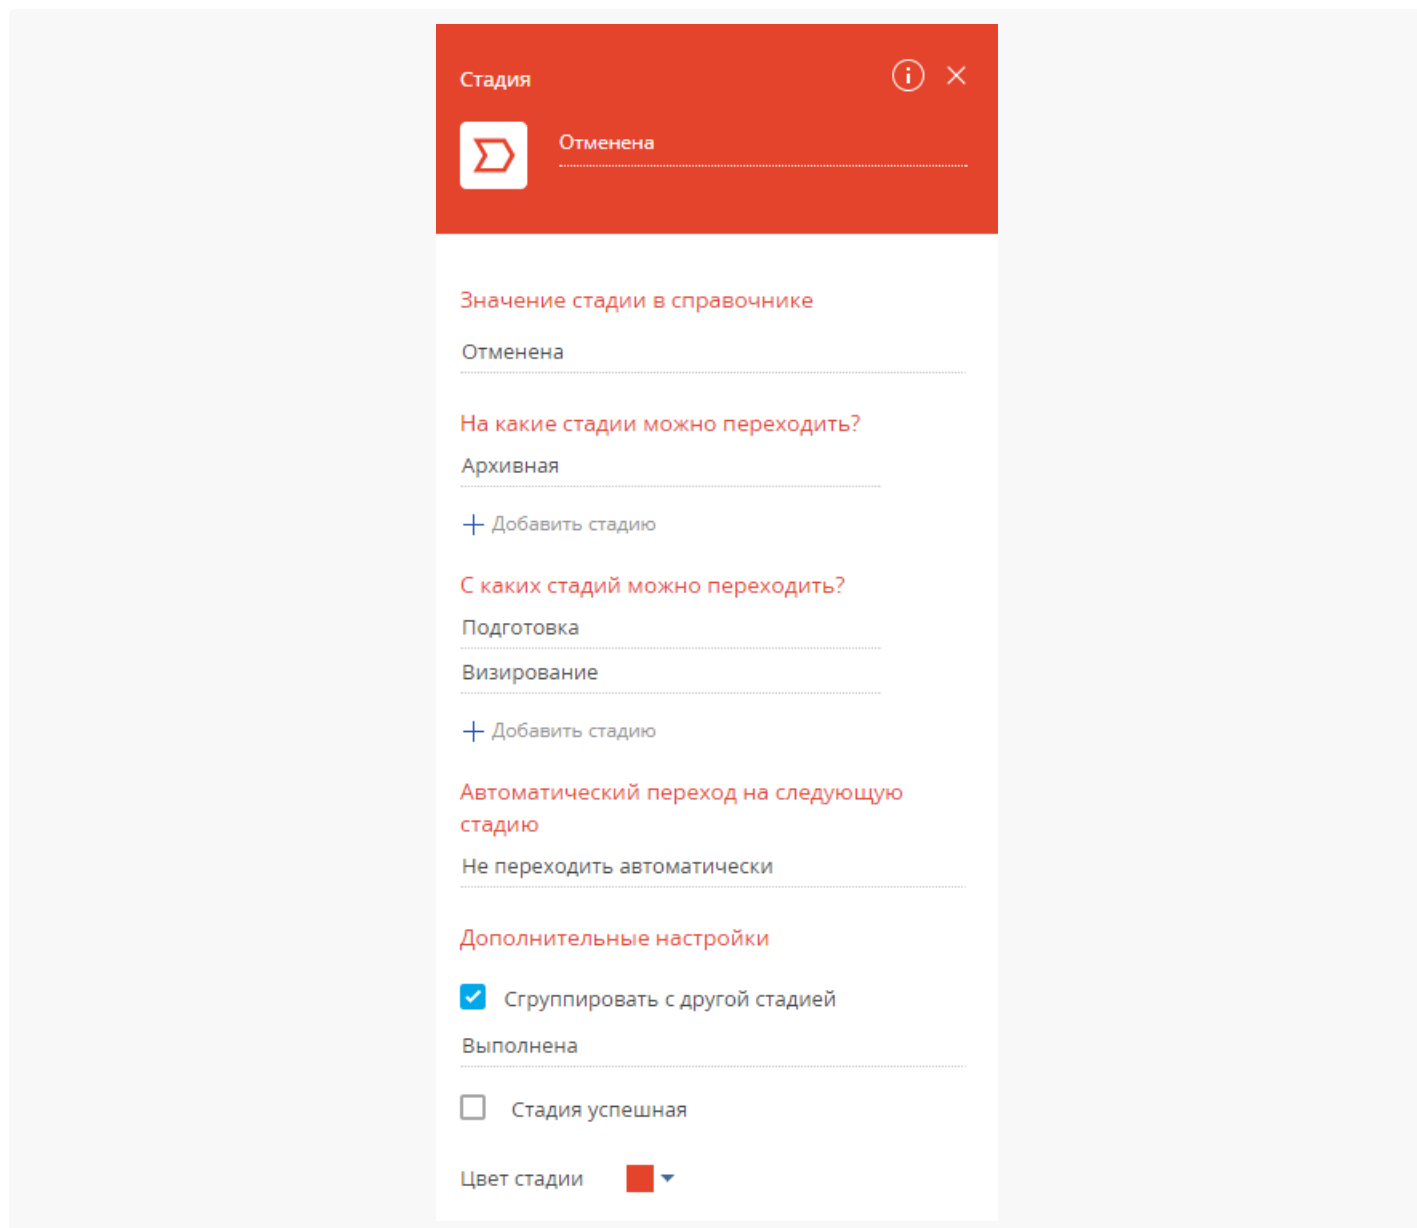 Стадия
Отменена
Значение стадии в справочнике
Отменена
На какие стадии можно переходить?
Архивная
Добавить стадию
С каких стадий можно переходить?
Подготовка
Визирование
Добавить стадию
Автоматический переход на следующую
стадию
Не переходить автоматически
Дополнительные настройки
Сгруппировать с другой стадией
Выполнена
Стадия успешная
Цвет стадии